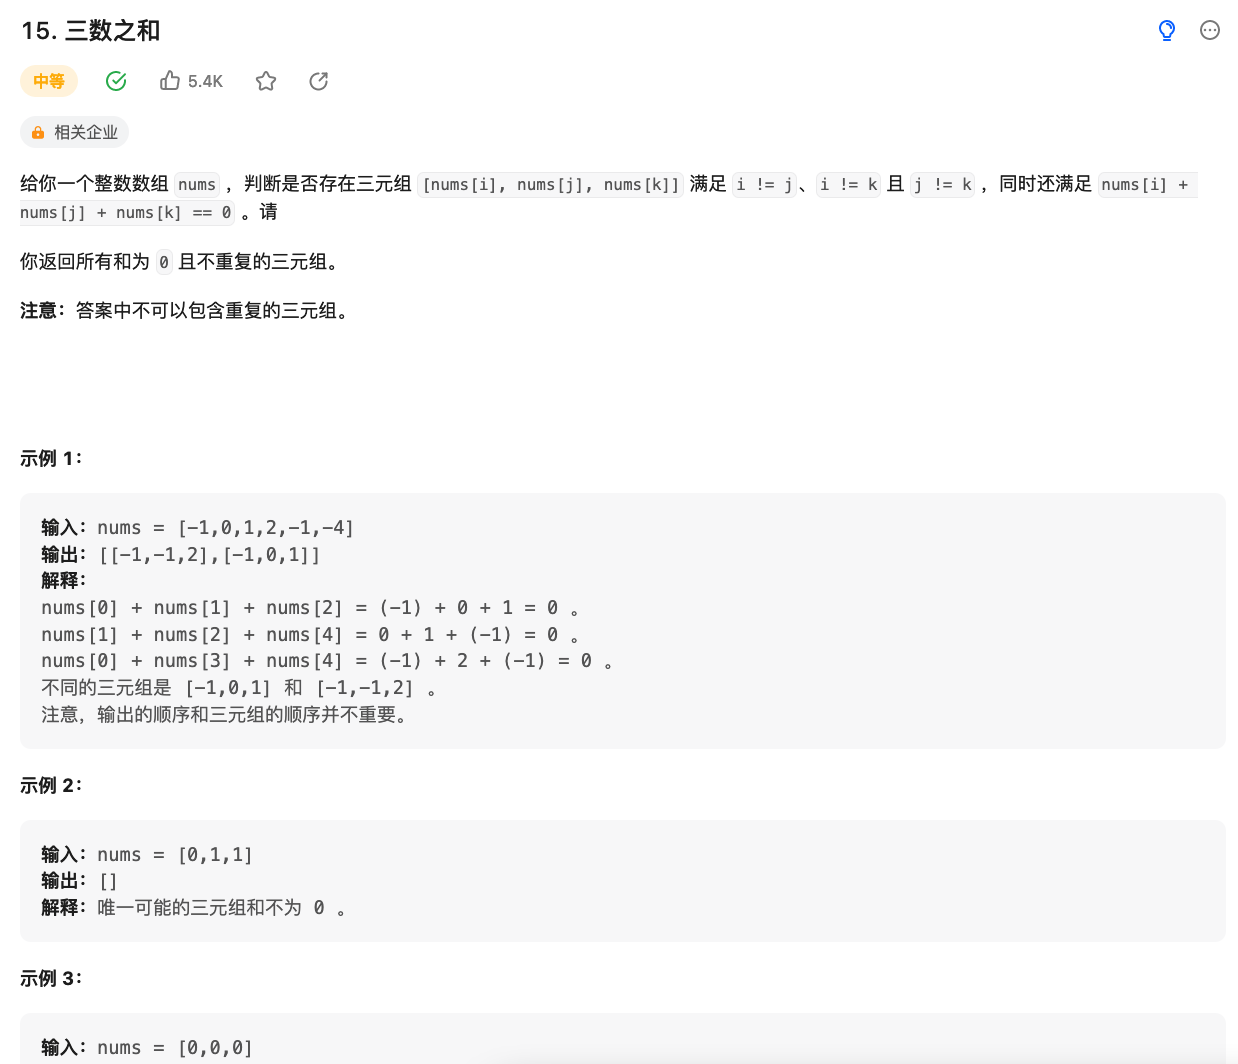 15. 三数之和
中等 5.4K
相关企业
给你一个整数数组 nums ，判断是否存在三元组 [nums[i], nums[j], nums[k]] 满足 i != j、i != k 且 j != k ，同时还满足 nums[i] +
nums[j] + nums[k] == 0 。请
你返回所有和为 0 且不重复的三元组。
注意：答案中不可以包含重复的三元组。
示例 1：
输入：nums = [-1,0,1,2,-1,-4]
输出：[[-1,-1,2],[-1,0,1]]
解释：
nums[0] + nums[1] + nums[2] = (-1) + 0 + 1 = 0 。
nums[1] + nums[2] + nums[4] = 0 + 1 + (-1) = 0 。
nums[0] + nums[3] + nums[4] = (-1) + 2 + (-1) = 0 。
不同的三元组是 [-1,0,1] 和 [-1,-1,2] 。
注意，输出的顺序和三元组的顺序并不重要。
示例 2：
输入：nums = [0,1,1]
输出：[]
解释：唯一可能的三元组和不为 0 。
示例 3：
输入：nums = [0,0,0]